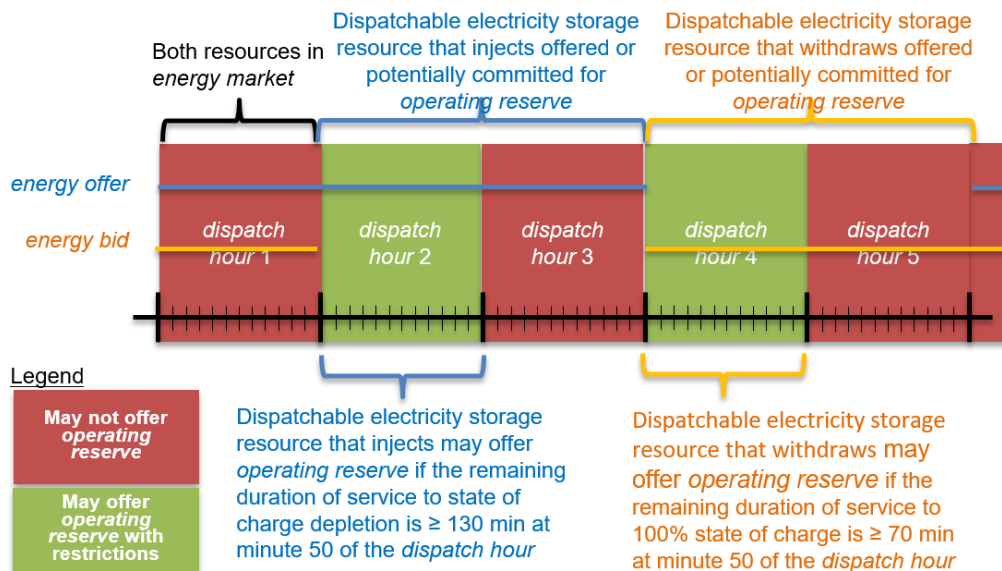 Both resources in
energy market
Dispatchable electricity storage
resource that injects offered or
potentially committed for
operating reserve
Dispatchable electricity storage
resource that withdraws offered
or potentially committed for
operating reserve
energy offer
energy bid
dispatch
hour 1
dispatch
hour 2
dispatch
hour 3
dispatch
hour 4
dispatch
hour 5
Legend
May not offer
operating
reserve
May offer
operating
reserve with
restrictions
Dispatchable electricity storage
resource that injects may offer
operating reserve if the remaining
duration of service to state of
charge depletion is ≥ 130 min at
minute 50 of the dispatch hour
Dispatchable electricity storage
resource that withdraws may
offer operating reserve if the
remaining duration of service to
100% state of charge is ≥ 70 min
at minute 50 of the dispatch hour